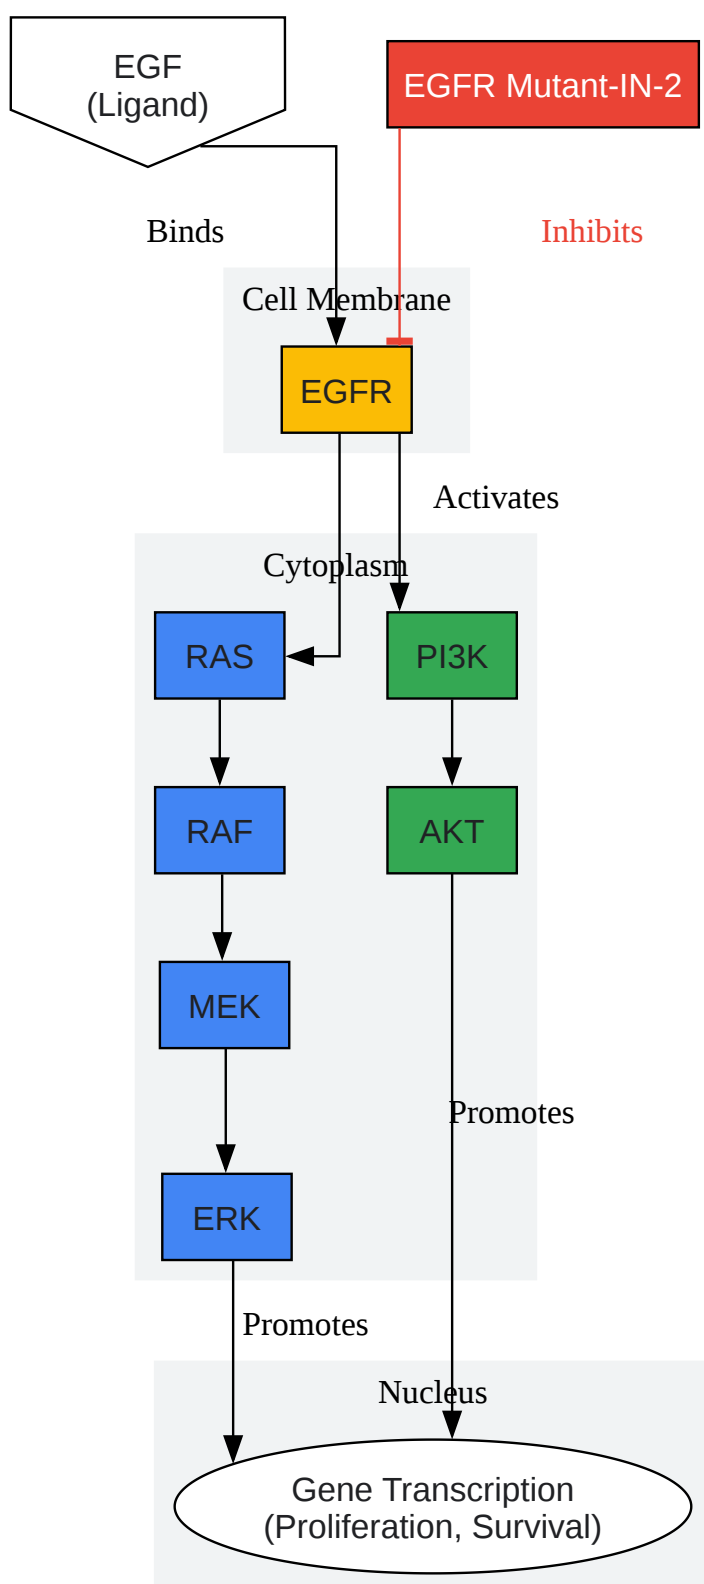 EGF
(Ligand)
EGFR Mutant-IN-2
Binds
Inhibits
Cell Membrane
EGFR
Activates
Cytoplasm
RAS
PI3K
RAF
AKT
MEK
Promotes
ERK
Promotes
Nucleus
Gene Transcription
(Proliferation, Survival)